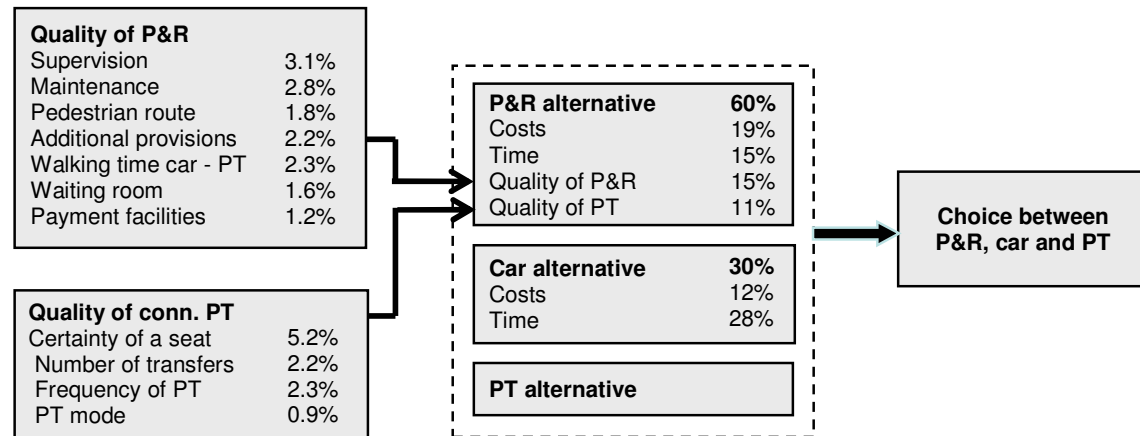 Quality of P&R
Supervision 3.1%
Maintenance 2.8%
Pedestrian route 1.8%
Additional provisions 2.2%
Walking time car - PT 2.3%
Waiting room 1.6%
Payment facilities 1.2%
Quality of conn. PT
Certainty of a seat 5.2%
Number of transfers 2.2%
Frequency of PT 2.3%
PT mode 0.9%
P&R alternative 60%
Costs 19%
Time 15%
Quality of P&R 15%
Quality of PT 11%
Car alternative 30%
Costs 12%
Time 28%
PT alternative
Choice between
P&R, car and PT